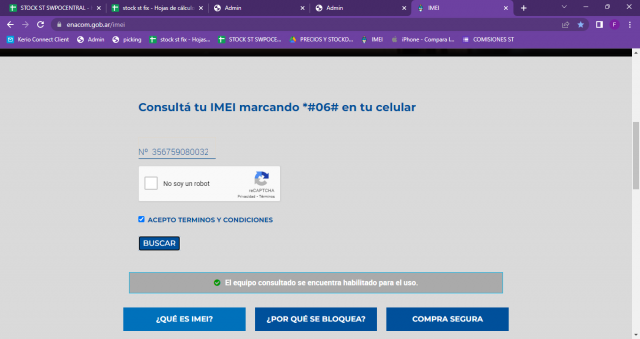 STOCK ST SWPOCENTRAL -
stock st fix - Hojas de cálculo
Admin
Admin
IMEI
enacom.gob.ar/imei
F
Kerio Connect Client
Admin
picking
stock st fix - Hojas...
STOCK ST SWPOCE...
PRECIOS Y STOCKD...
IMEI
iPhone - Compara l...
COMISIONES ST
Consultá tu IMEI marcando *#06# en tu celular
Nº 356759080032
No soy un robot
reCAPTCHA
Privacidad - Términos
ACEPTO TERMINOS Y CONDICIONES
BUSCAR
El equipo consultado se encuentra habilitado para el uso.
¿QUÉ ES IMEI?
¿POR QUÉ SE BLOQUEA?
COMPRA SEGURA